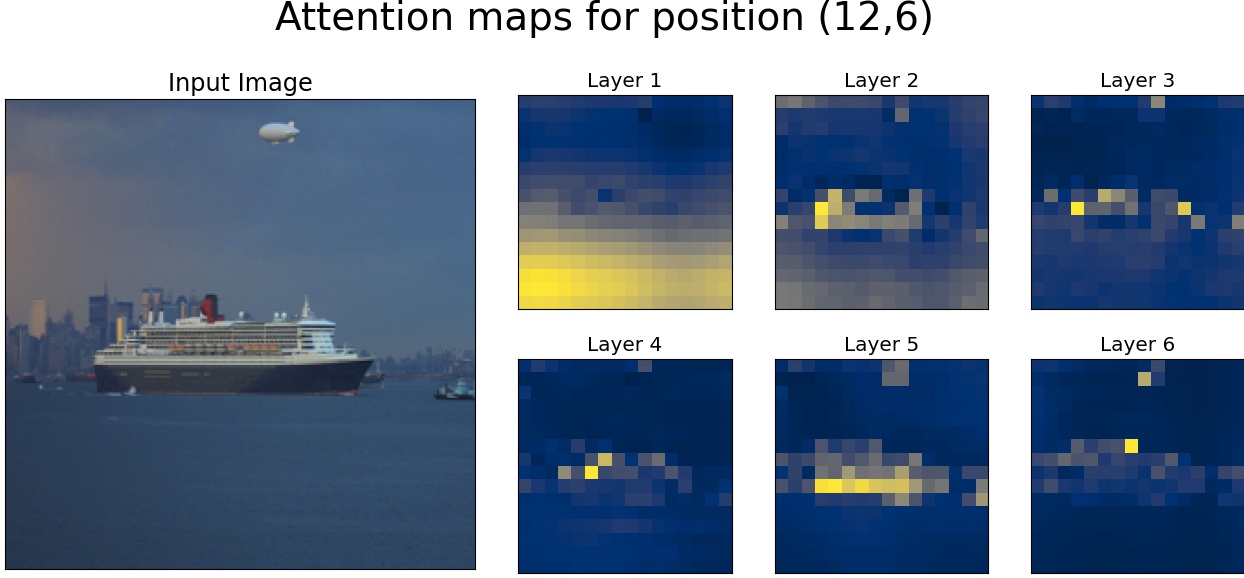 Attention maps for position (12,6)
Input Image
Layer 1
Layer 2
Layer 3
Layer 4
Layer 5
Layer 6